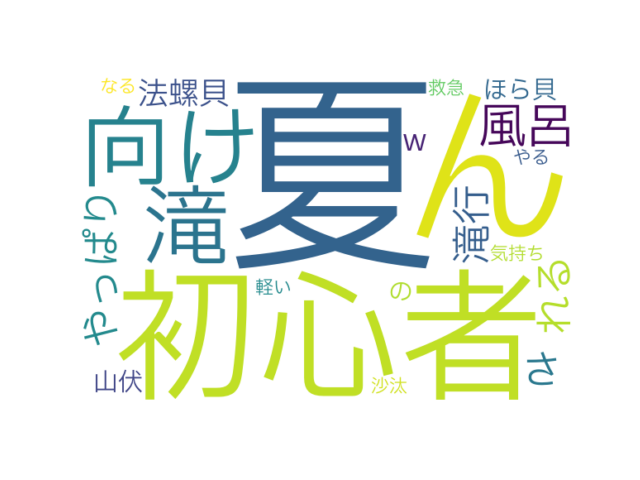 なる
法螺貝
夏
救急
ほら貝
向け
w
ん
風呂
やる
滝
滝行
やっぱり
気持ち
初心者
軽い
の
れる
山伏
沙汰
さ